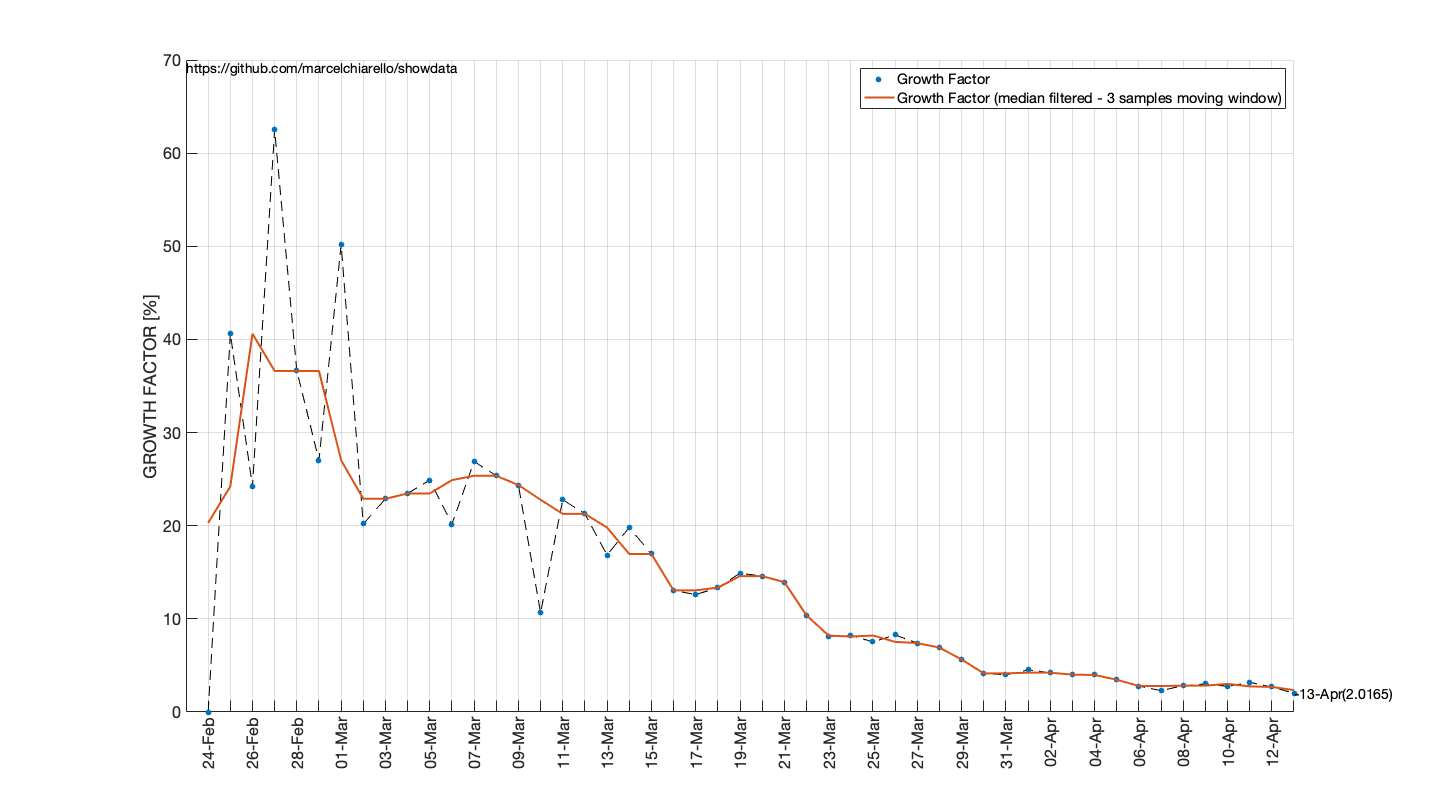 https://github.com/marcelchiarello/showdata
Growth Factor
Growth Factor (median filtered - 3 samples moving window)
GROWTH FACTOR [%]
70
60
50
40
30
20
10
0
13-Apr(2.0165)
24-Feb
26-Feb
28-Feb
01-Mar
03-Mar
05-Mar
07-Mar
09-Mar
11-Mar
13-Mar
15-Mar
17-Mar
19-Mar
21-Mar
23-Mar
25-Mar
27-Mar
29-Mar
31-Mar
02-Apr
04-Apr
06-Apr
08-Apr
10-Apr
12-Apr